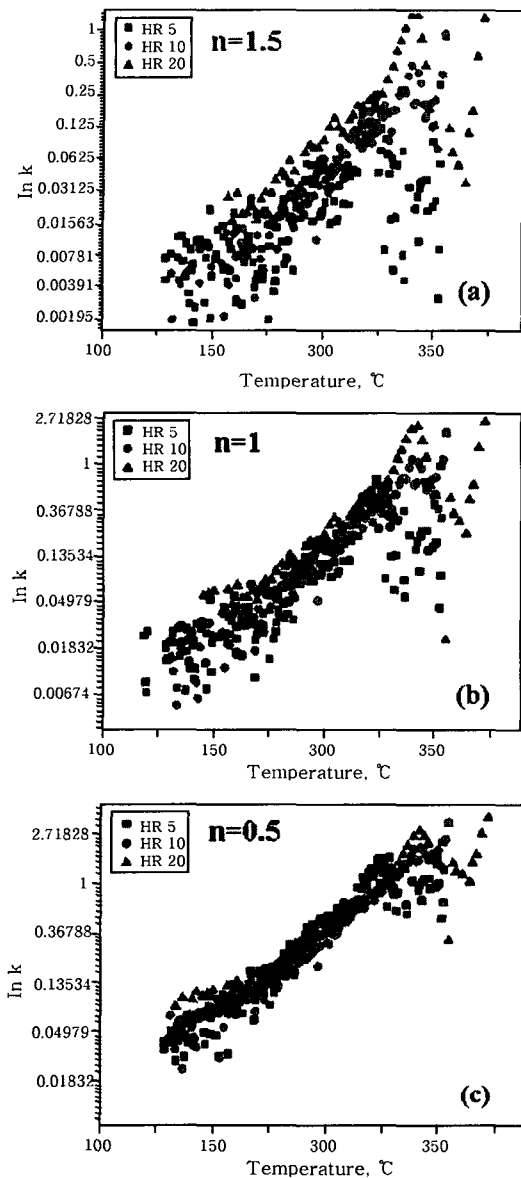 HR 5
HR 10
HR 20
n=1.5
1
0.5
0.25
0.125
0.0625
0.03125
0.01563
0.00781
0.00391
0.00195
ln k
(a)
100
150
300
350
Temperature, ℃
HR 5
HR 10
HR 20
n=1
2.71828
1
0.36788
0.13534
0.04979
0.01832
0.00674
ln k
(b)
100
150
300
350
Temperature, ℃
HR 5
HR 10
HR 20
n=0.5
2.71828
1
0.36788
0.13534
0.04979
0.01832
ln k
(c)
100
150
300
350
Temperature, ℃